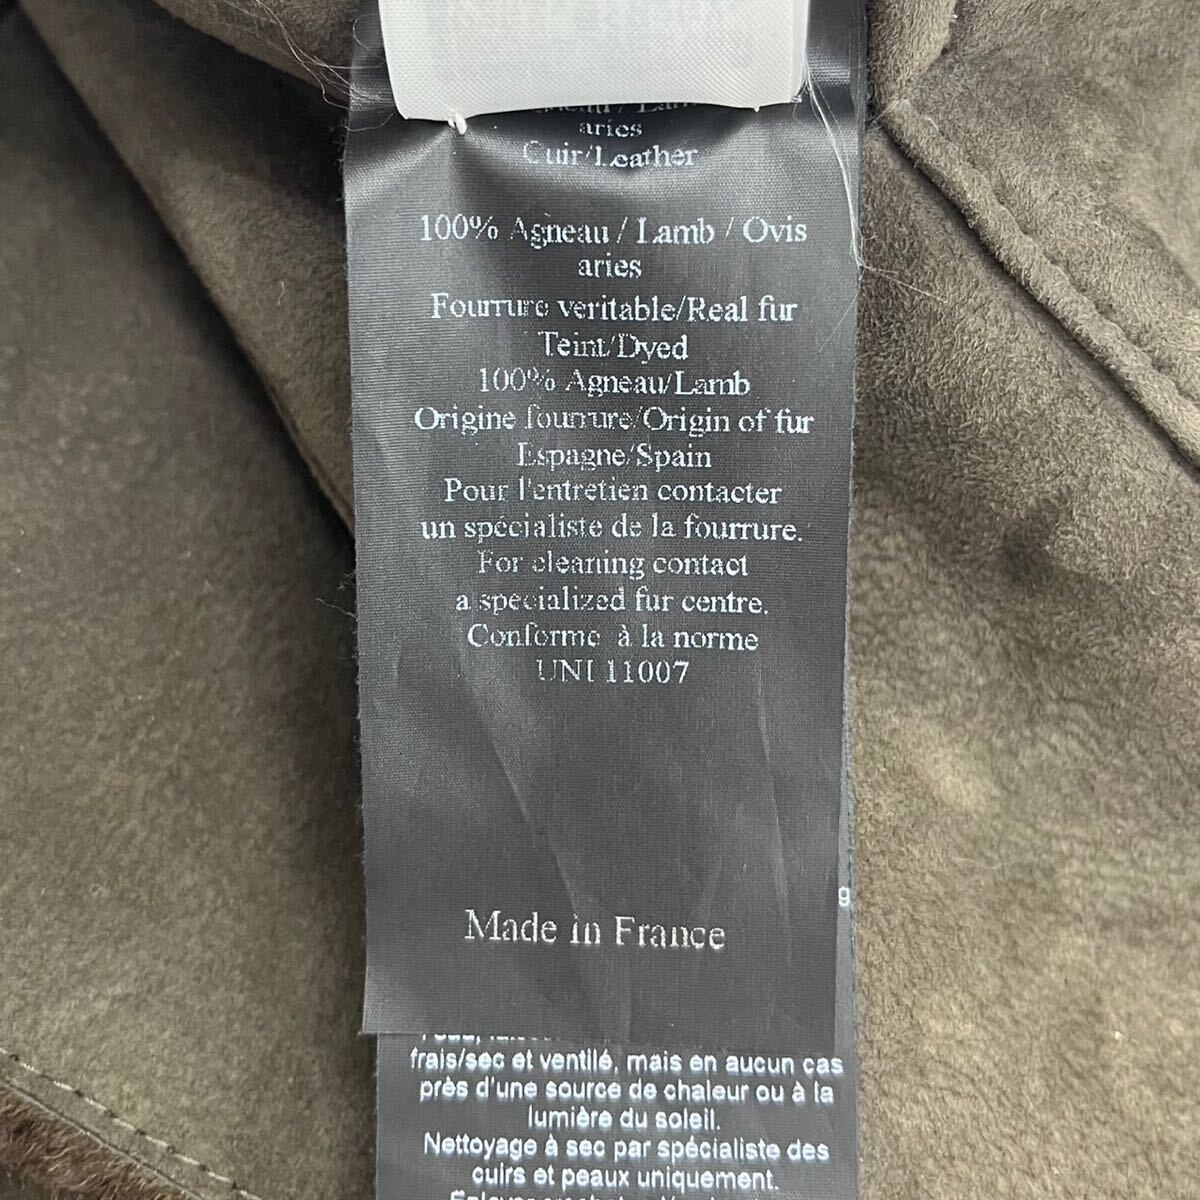 aries
Cuir/Leather
100% Agneau / Lamb / Ovis
aries
Fourrure veritable/Real fur
Teint/Dyed
100% Agneau/Lamb
Origine fourrure/Origin of fur
Espagne/Spain
Pour l'entretien contacter
un spécialiste de la fourrure.
For cleaning contact
a specialized fur centre.
Conforme à la norme
UNI 11007
g
Made in France
frais/sec et ventilé, mais en aucun cas
près d'une source de chaleur ou à la
lumière du soleil.
Nettoyage à sec par spécialiste des
cuirs et peaux uniquement.